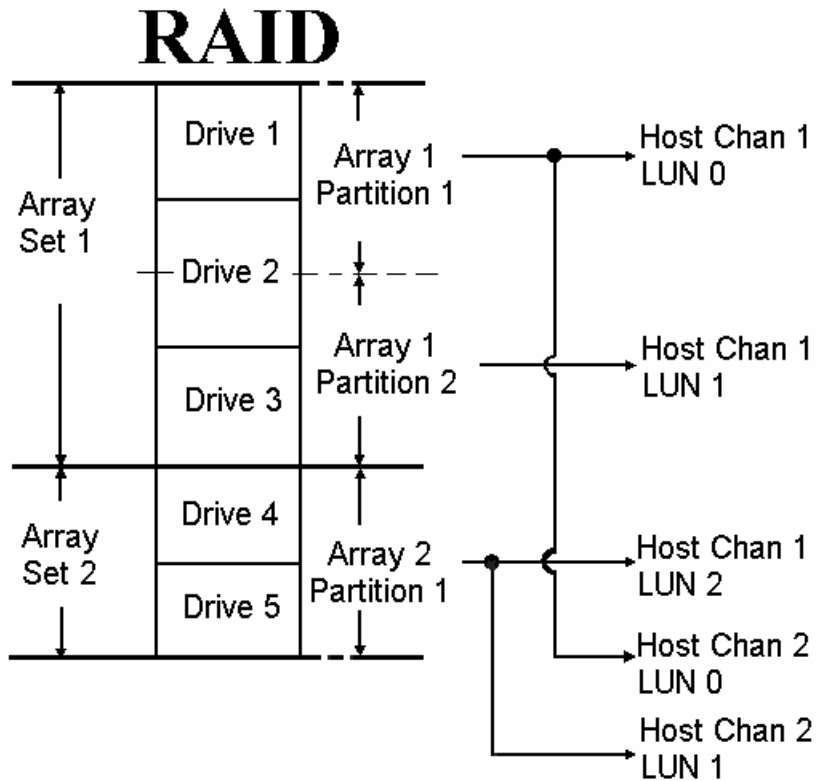 RAID
Drive 1
Drive 2
Drive 3
Drive 4
Drive 5
Array
Set 1
Array
Set 2
Array 1
Partition 1
Array 1
Partition 2
Array 2
Partition 1
Host Chan 1
LUN 0
Host Chan 1
LUN 1
Host Chan 1
LUN 2
Host Chan 2
LUN 0
Host Chan 2
LUN 1